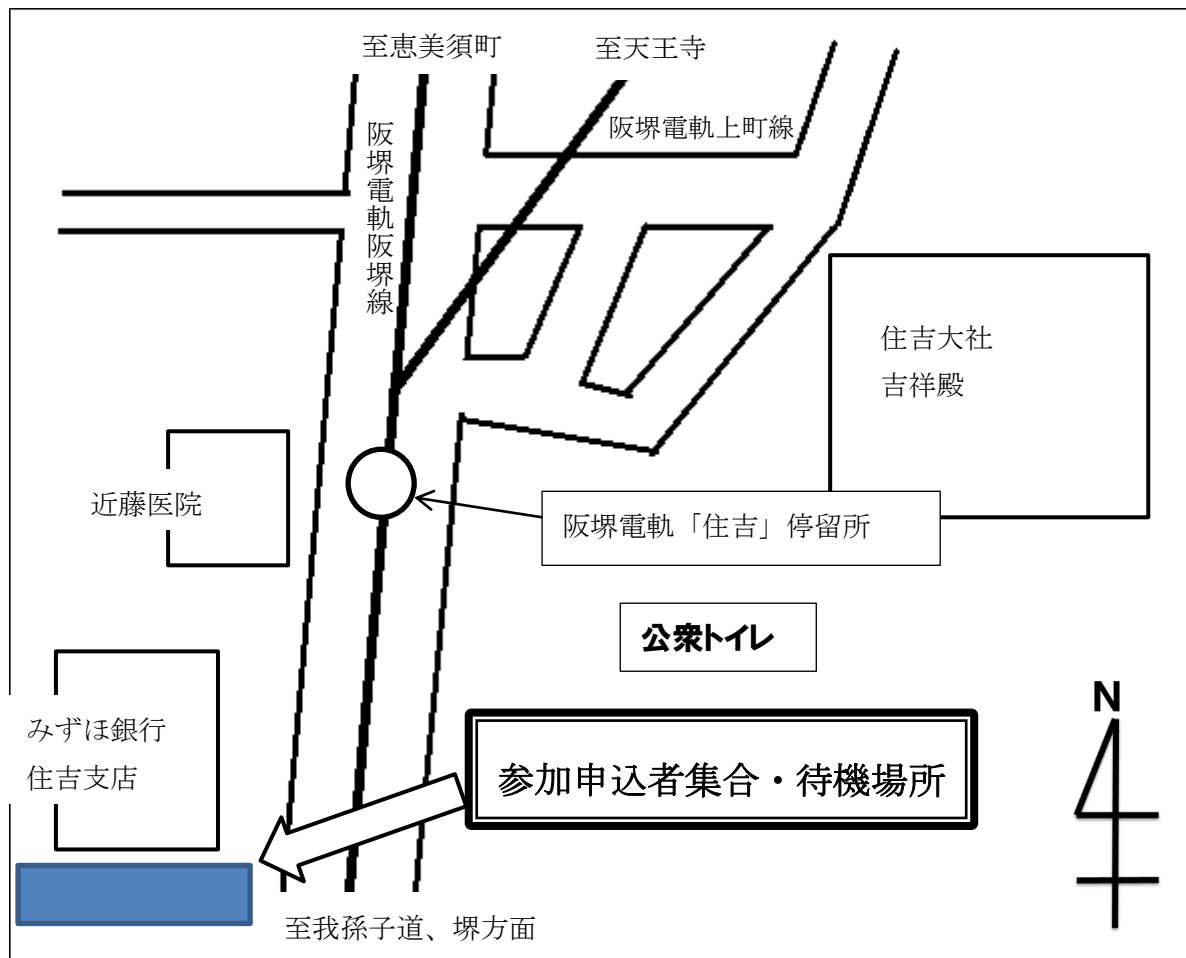 至恵美須町
至天王寺
阪堺電軌上町線
阪堺電軌阪堺線
住吉大社
吉祥殿
近藤医院
阪堺電軌「住吉」停留所
公衆トイレ
N
みずほ銀行
住吉支店
参加申込者集合・待機場所
至我孫子道、堺方面